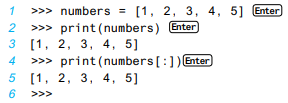 1 >>> numbers = [1, 2, 3, 4, 5] Enter
2 >>> print(numbers) Enter
3 [1, 2, 3, 4, 5]
4 >>> print(numbers[:])Enter
5 [1, 2, 3, 4, 5]
6 >>>